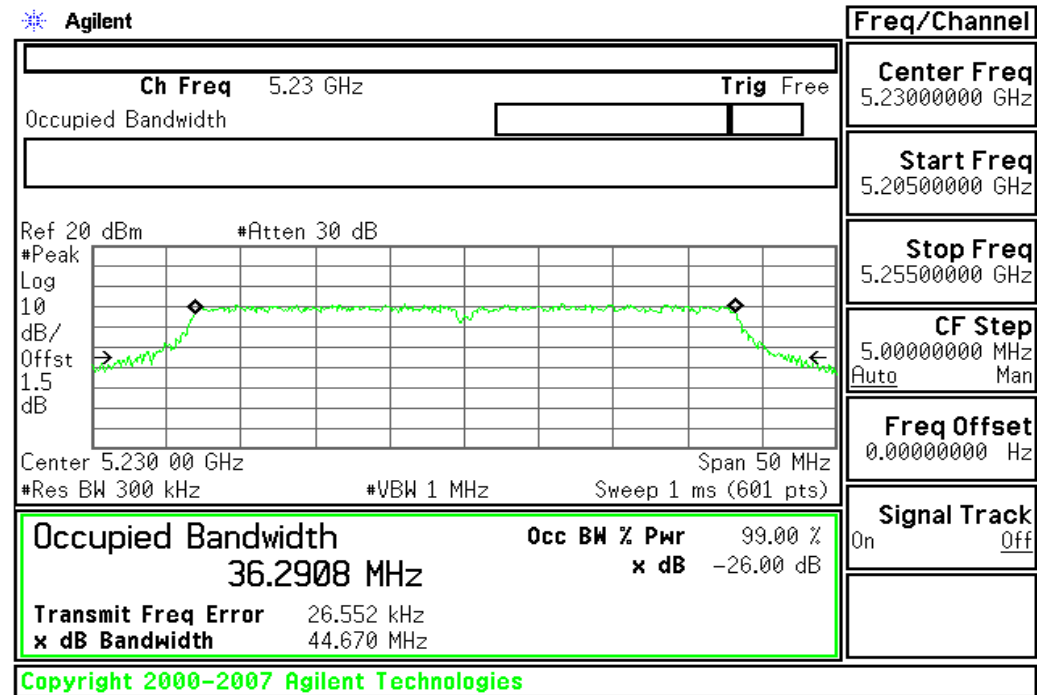 Agilent
Freq/Channel
Ch Freq 5.23 GHz Trig Free
Occupied Bandwidth
Center Freq
5.23000000 GHz
Start Freq
5.20500000 GHz
Stop Freq
5.25500000 GHz
CF Step
5.00000000 MHz
Auto Man
Freq Offset
0.00000000 Hz
Signal Track
On Off
Ref 20 dBm #Atten 30 dB
#Peak
Log
10
dB/
Offst
1.5
dB
Center 5.230 00 GHz Span 50 MHz
#Res BW 300 kHz #VBW 1 MHz Sweep 1 ms (601 pts)
Occupied Bandwidth Occ BW % Pwr 99.00 %
36.2908 MHz x dB -26.00 dB
Transmit Freq Error 26.552 kHz
x dB Bandwidth 44.670 MHz
Copyright 2000-2007 Agilent Technologies